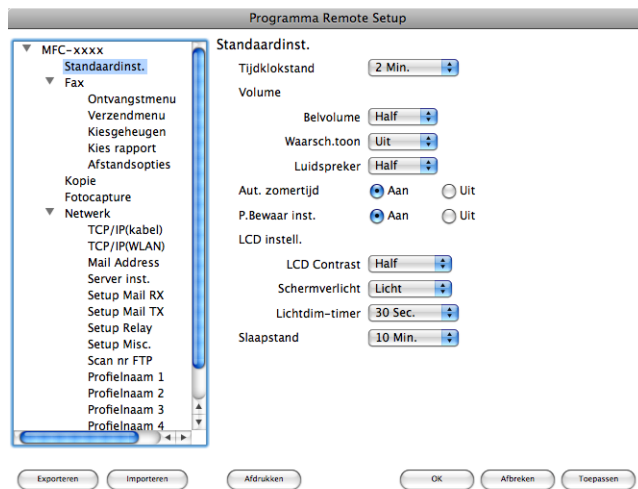 Programma Remote Setup
MFC-xxxx
Standaardinst.
Fax
Ontvangstmenu
Verzendmenu
Kiesgeheugen
Kies rapport
Afstandsopties
Kopie
Fotocapture
Netwerk
TCP/IP(kabel)
TCP/IP(WLAN)
Mail Address
Server inst.
Setup Mail RX
Setup Mail TX
Setup Relay
Setup Misc.
Scan nr FTP
Profielnaam 1
Profielnaam 2
Profielnaam 3
Profielnaam 4
Standaardinst.
Tijdklokstand 2 Min.
Volume
Belvolume Half
Waarsch.toon Uit
Luidspreker Half
Aut. zomertijd Aan Uit
P.Bewaar inst. Aan Uit
LCD instell.
LCD Contrast Half
Schermverlicht Licht
Lichtdim-timer 30 Sec.
Slaapstand 10 Min.
Exporteren Importeren Afdrukken OK Afbreken Toepassen